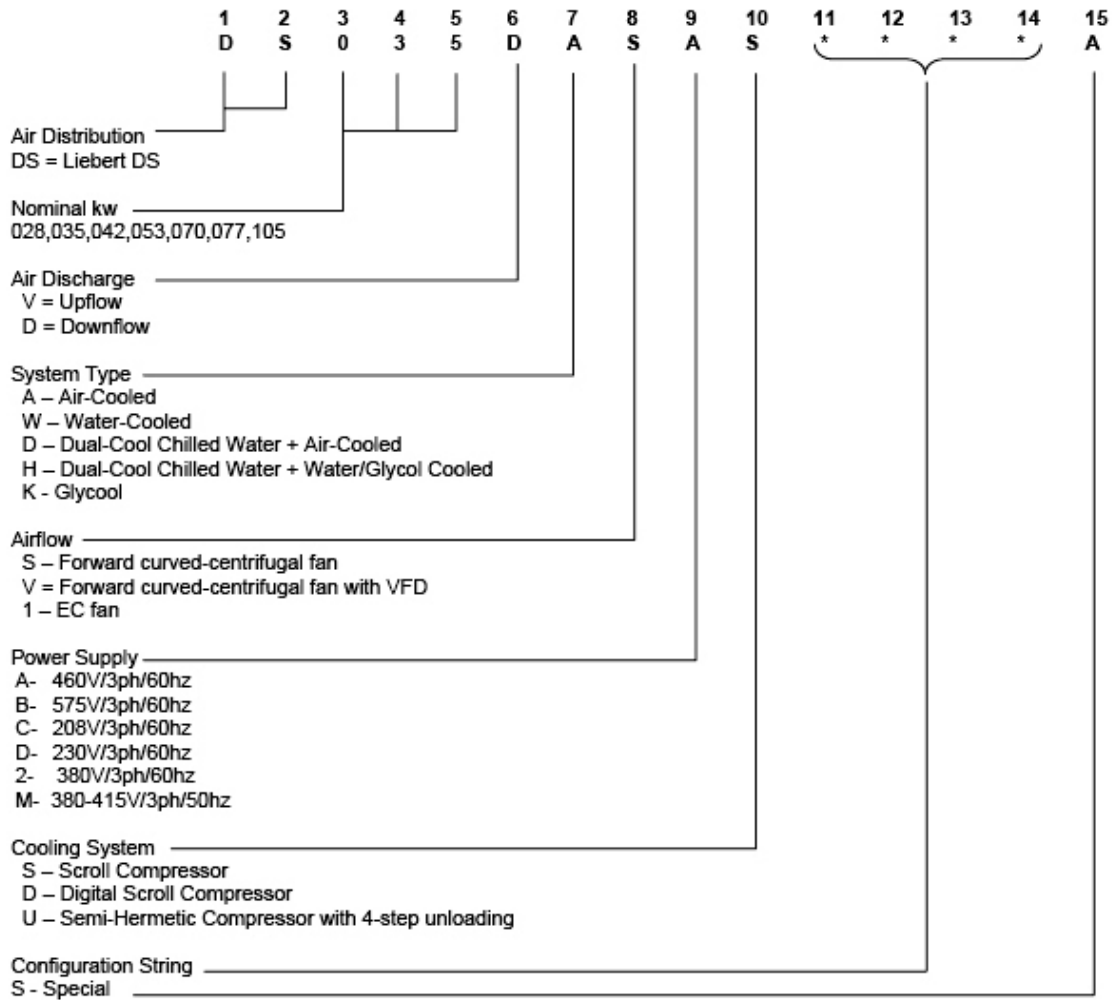 1 2 3 4 5 6 7 8 9 10 11 12 13 14 15
D S 0 3 5 D A S A S * * * * A
Air Distribution
DS = Liebert DS
Nominal kw
028,035,042,053,070,077,105
Air Discharge
V = Upflow
D = Downflow
System Type
A – Air-Cooled
W – Water-Cooled
D – Dual-Cool Chilled Water + Air-Cooled
H – Dual-Cool Chilled Water + Water/Glycol Cooled
K - Glycool
Airflow
S – Forward curved-centrifugal fan
V = Forward curved-centrifugal fan with VFD
1 – EC fan
Power Supply
A- 460V/3ph/60hz
B- 575V/3ph/60hz
C- 208V/3ph/60hz
D- 230V/3ph/60hz
2- 380V/3ph/60hz
M- 380-415V/3ph/50hz
Cooling System
S – Scroll Compressor
D – Digital Scroll Compressor
U – Semi-Hermetic Compressor with 4-step unloading
Configuration String
S - Special